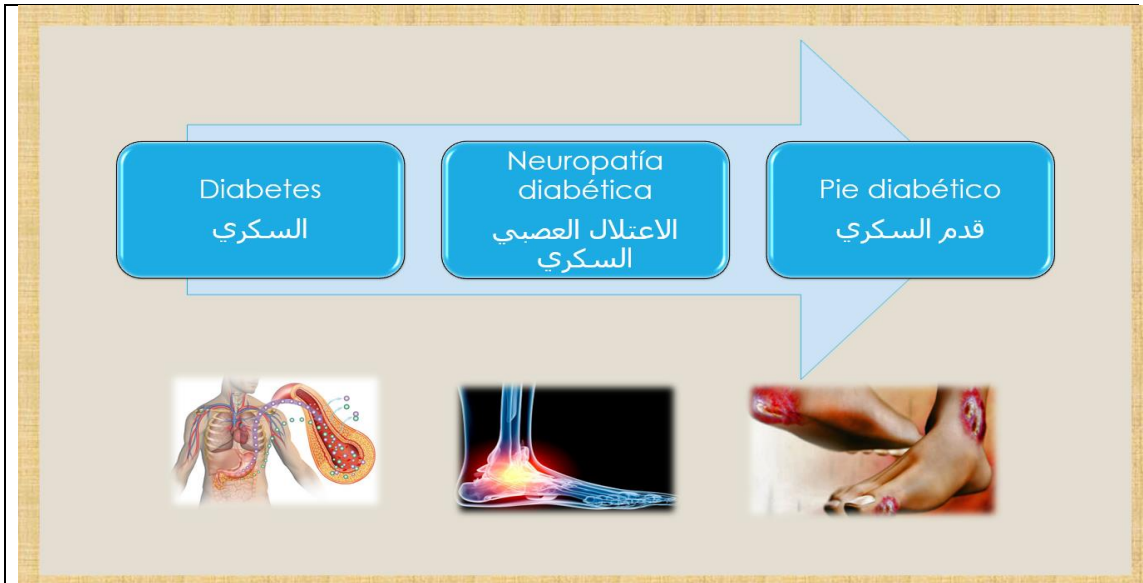 Diabetes
السكري
Neuropatía
diabética
الاعتلال العصبي
السكري
Pie diabético
قدم السكري